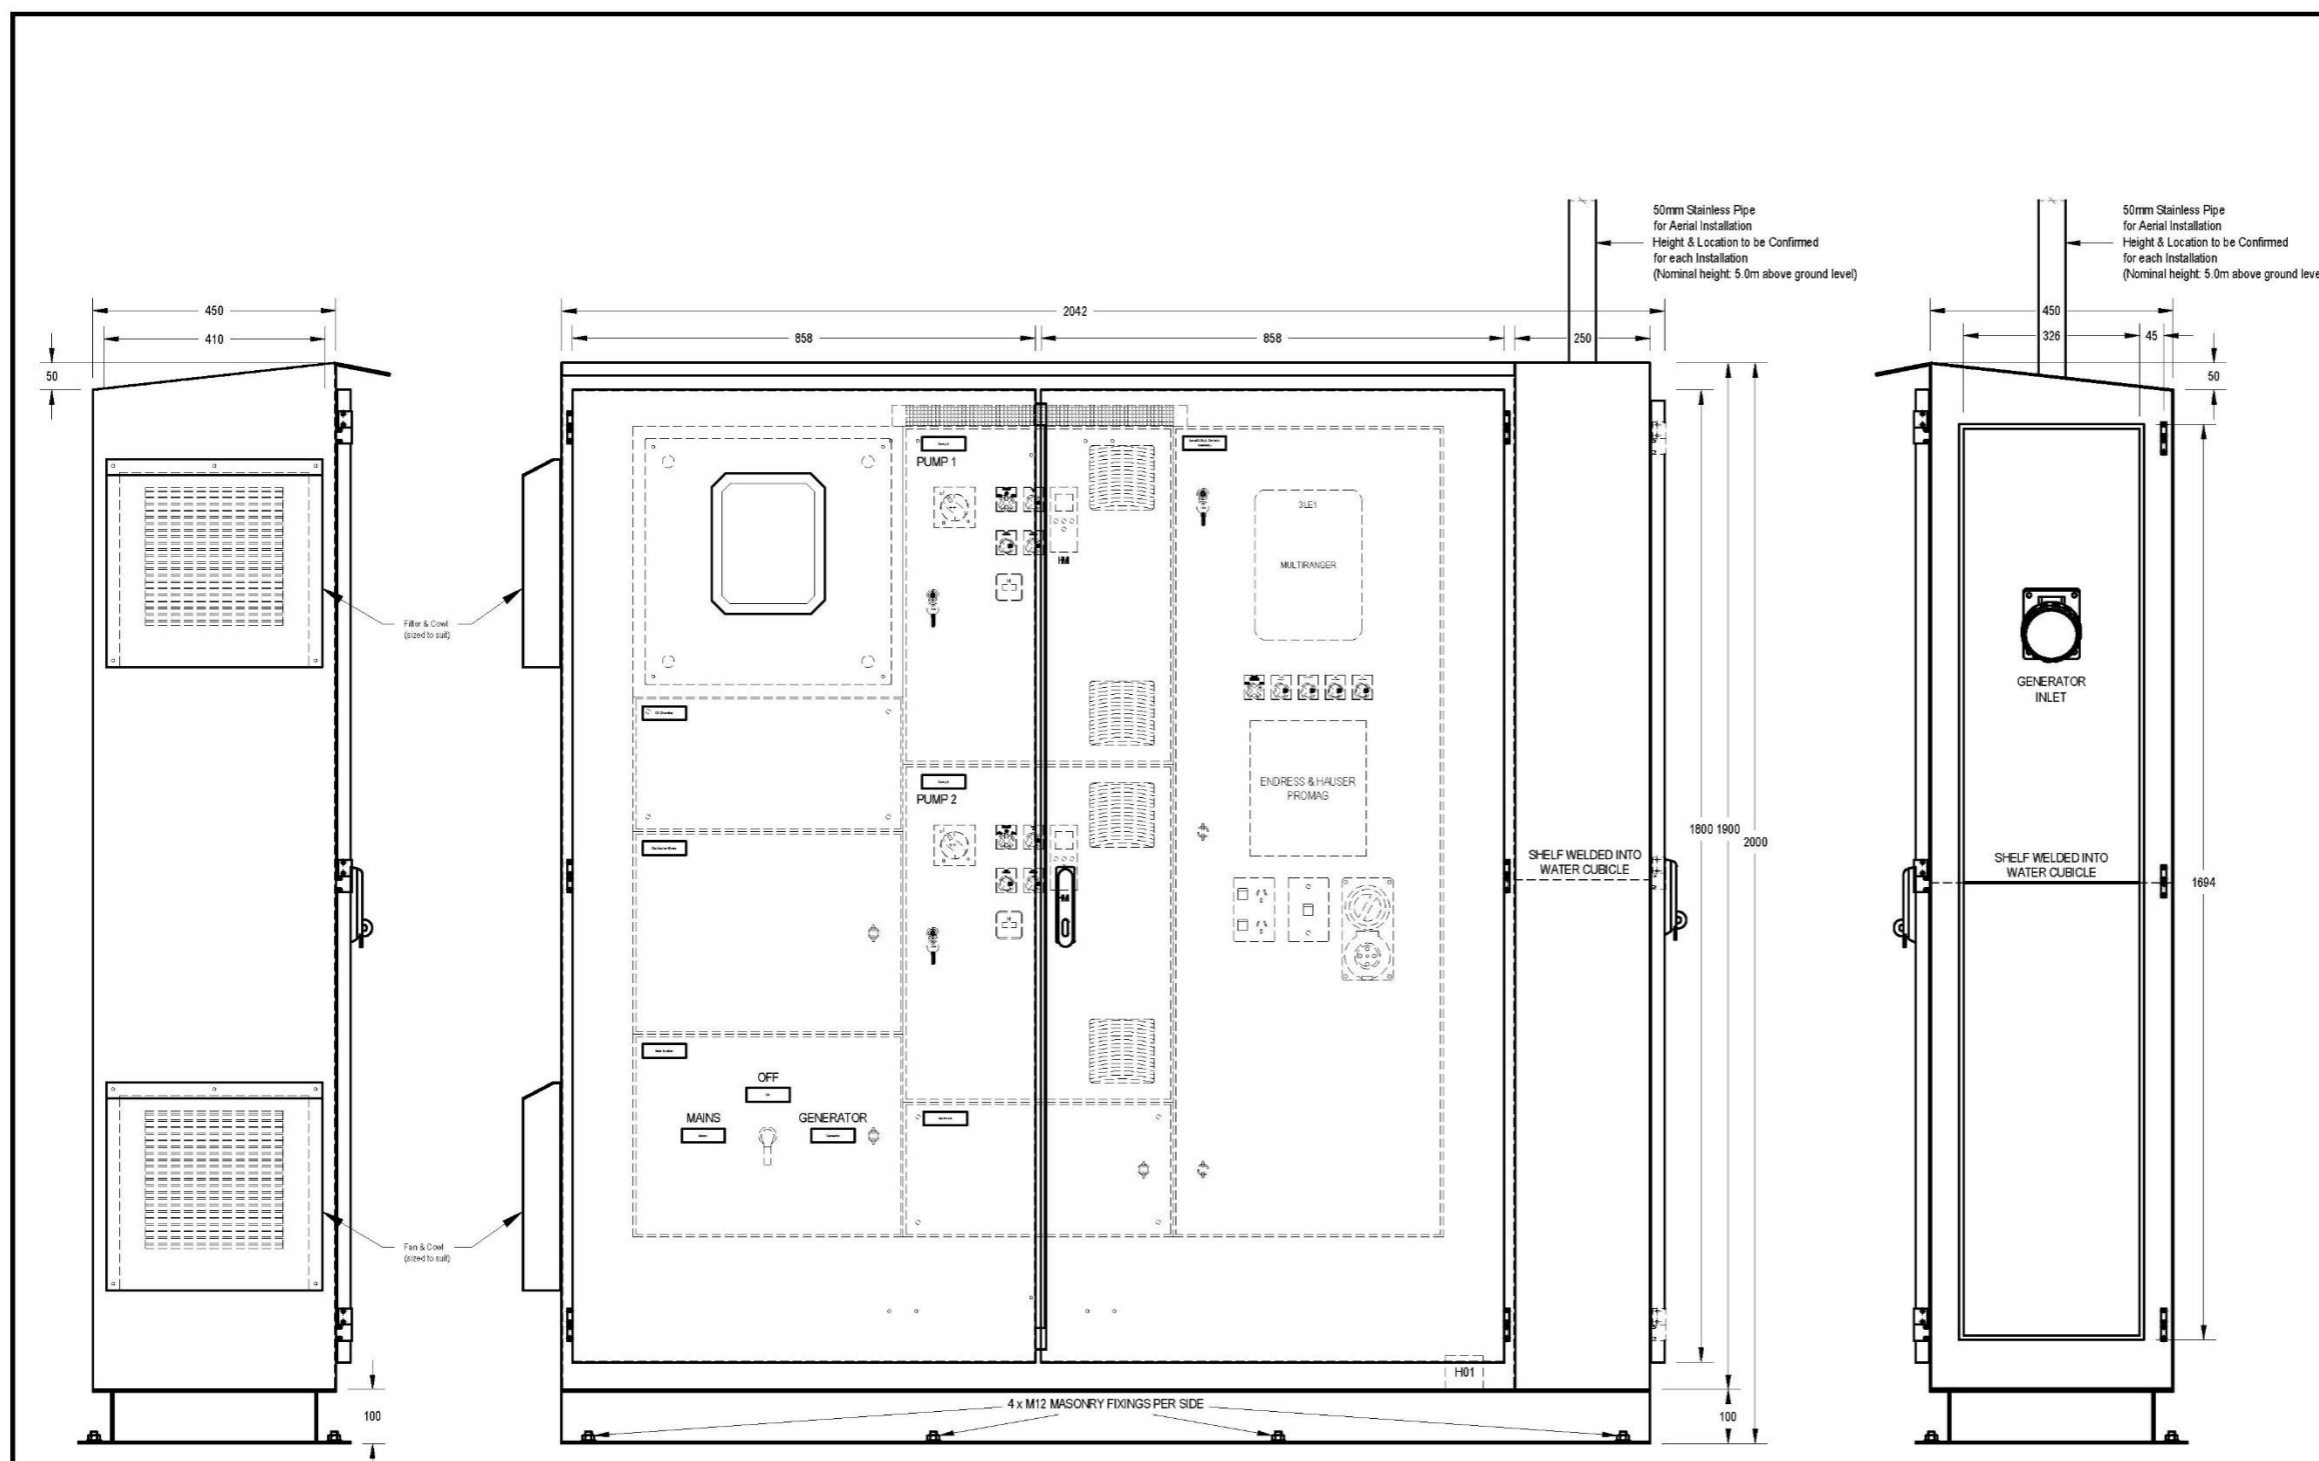 50mm Stainless Pipe
for Aerial Installation
Height & Location to be Confirmed
for each Installation
(Nominal height: 5.0m above ground level)
50mm Stainless Pipe
for Aerial Installation
Height & Location to be Confirmed
for each Installation
(Nominal height: 5.0m above ground leve
450
410
50
2042
858
858
250
450
326
45
50
PUMP 1
3LE1
MULTIRANGER
HMI
Filter & Cowl
(sized to suit)
GENERATOR
INLET
PUMP 2
ENDRESS & HAUSER
PROMAG
1800
1900
2000
SHELF WELDED INTO
WATER CUBICLE
SHELF WELDED INTO
WATER CUBICLE
1694
HMI
OFF
MAINS
GENERATOR
Fan & Cowl
(sized to suit)
H01
4 x M12 MASONRY FIXINGS PER SIDE
100
100